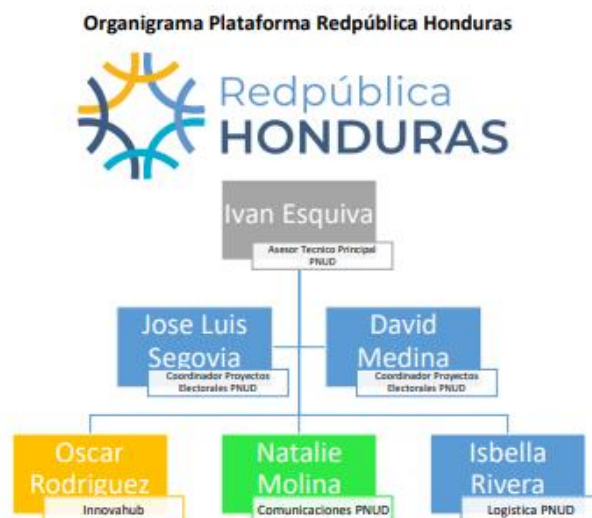 Organigrama Plataforma Redpública Honduras
Redpública
HONDURAS
Ivan Esquiva
Asesor Tecnico Principal
PNUD
Jose Luis
Segovia
Coordinador Proyectos
Electorales PNUD
David
Medina
Coordinador Proyectos
Electorales PNUD
Oscar
Rodriguez
Innovahub
Natalie
Molina
Comunicaciones PNUD
Isbella
Rivera
Logistica PNUD